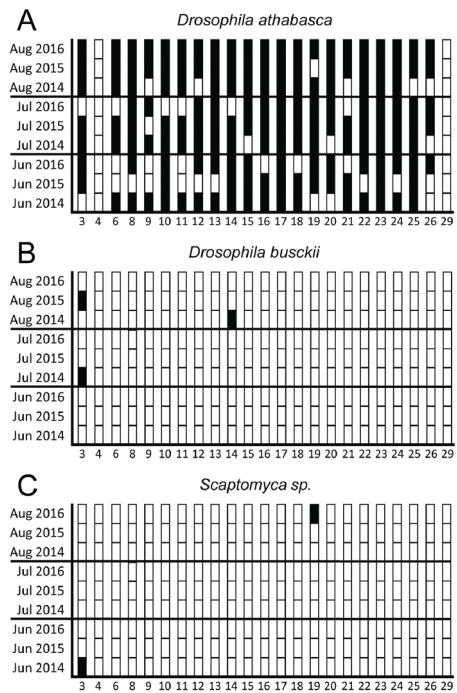 A Drosophila athabasca
Aug 2016
Aug 2015
Aug 2014
Jul 2016
Jul 2015
Jul 2014
Jun 2016
Jun 2015
Jun 2014
3 4 6 8 9 10 11 12 13 14 15 16 17 18 19 20 21 22 23 24 25 26 29
B Drosophila busckii
Aug 2016
Aug 2015
Aug 2014
Jul 2016
Jul 2015
Jul 2014
Jun 2016
Jun 2015
Jun 2014
3 4 6 8 9 10 11 12 13 14 15 16 17 18 19 20 21 22 23 24 25 26 29
C Scaptomyca sp.
Aug 2016
Aug 2015
Aug 2014
Jul 2016
Jul 2015
Jul 2014
Jun 2016
Jun 2015
Jun 2014
3 4 6 8 9 10 11 12 13 14 15 16 17 18 19 20 21 22 23 24 25 26 29